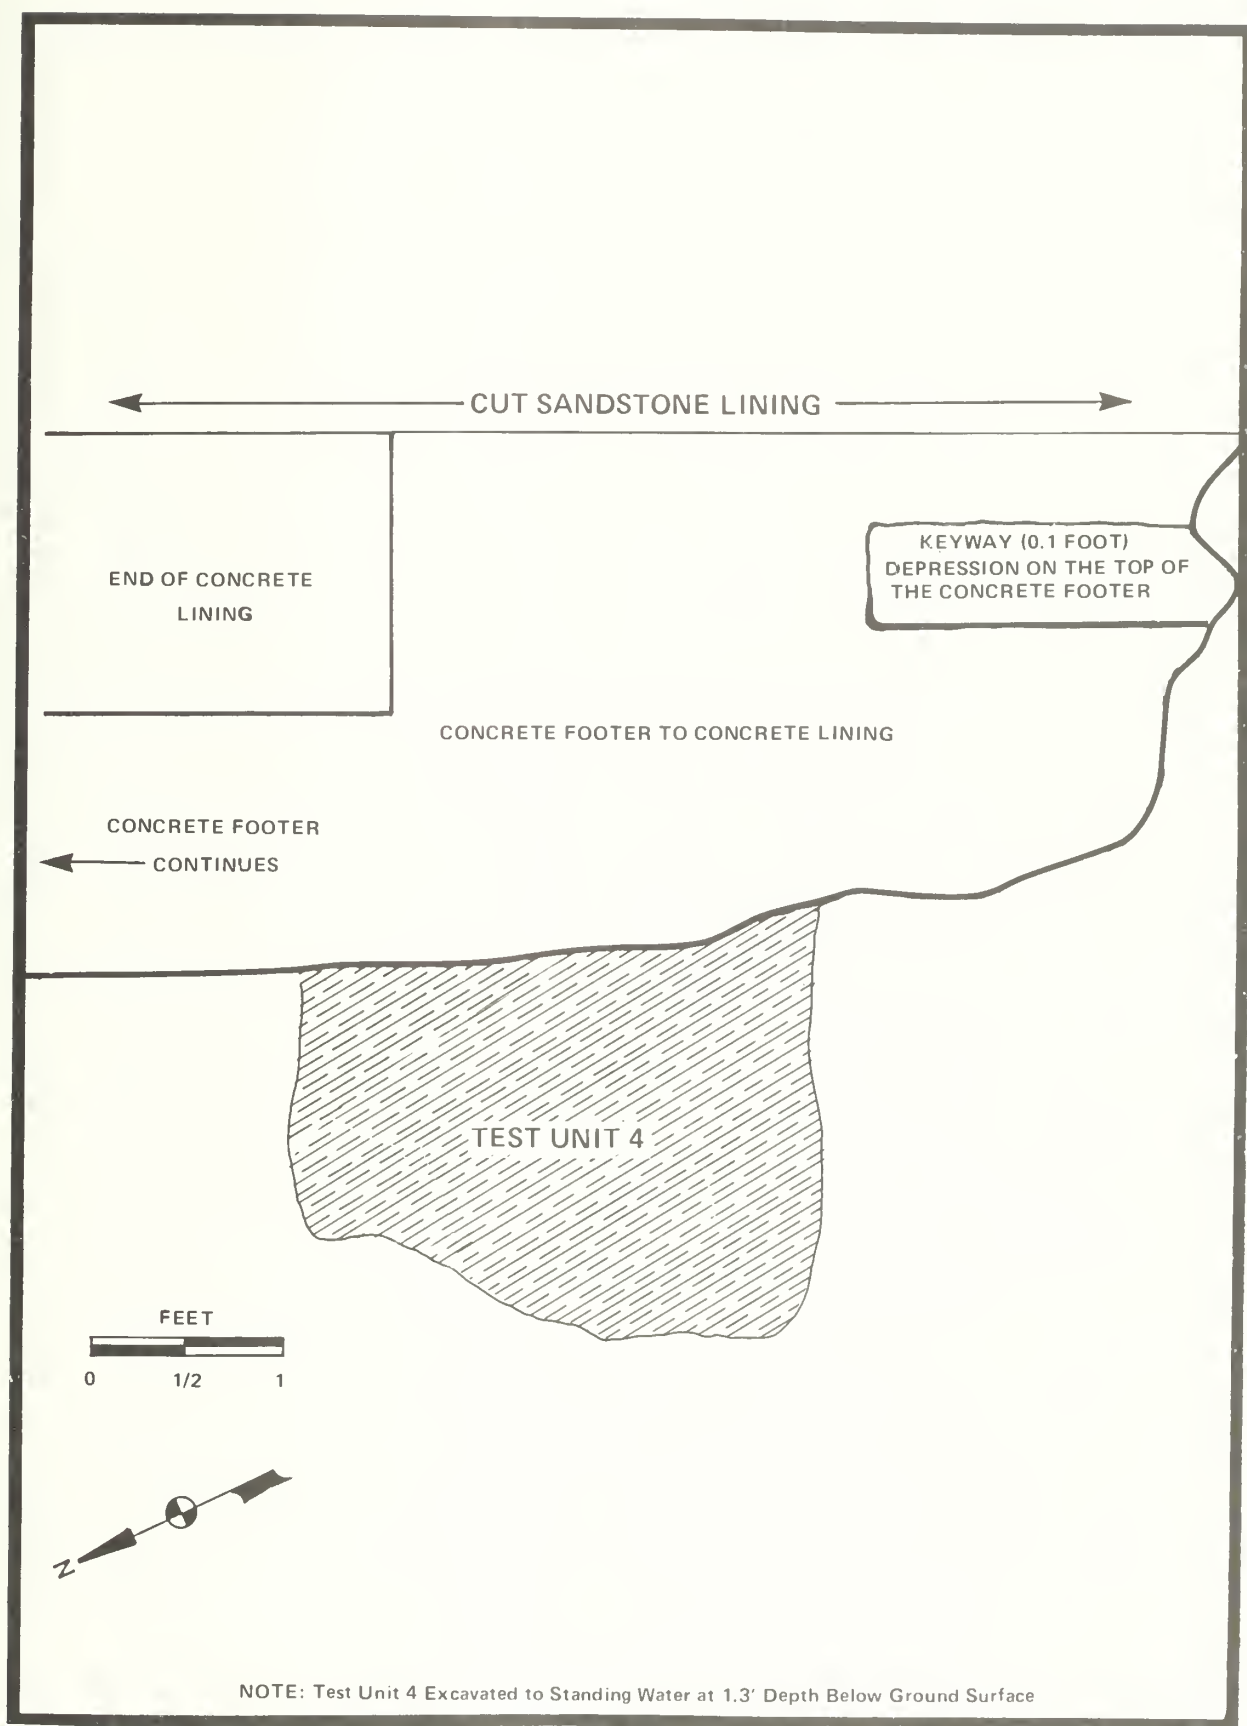 CUT SANDSTONE LINING
KEYWAY (0.1 FOOT)
DEPRESSION ON THE TOP OF
THE CONCRETE FOOTER
END OF CONCRETE
LINING
CONCRETE FOOTER TO CONCRETE LINING
CONCRETE FOOTER
CONTINUES
TEST UNIT 4
FEET
0 1/2 1
N
NOTE: Test Unit 4 Excavated to Standing Water at 1.3' Depth Below Ground Surface